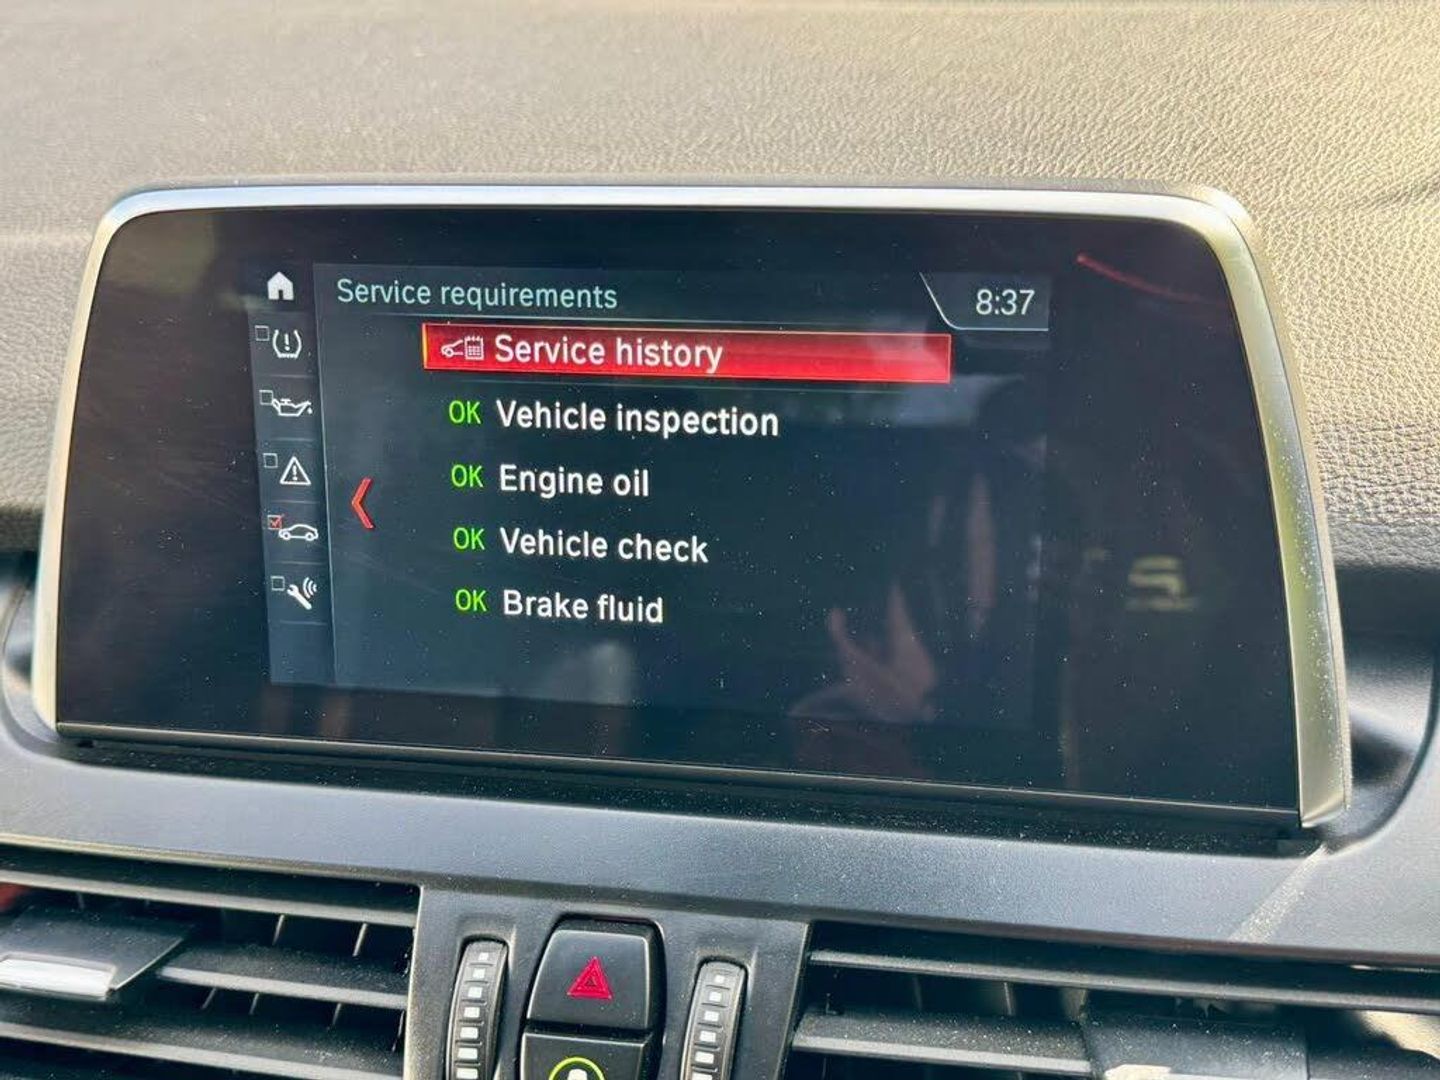 Service requirements
8:37
Service history
OK Vehicle inspection
OK Engine oil
OK Vehicle check
OK Brake fluid